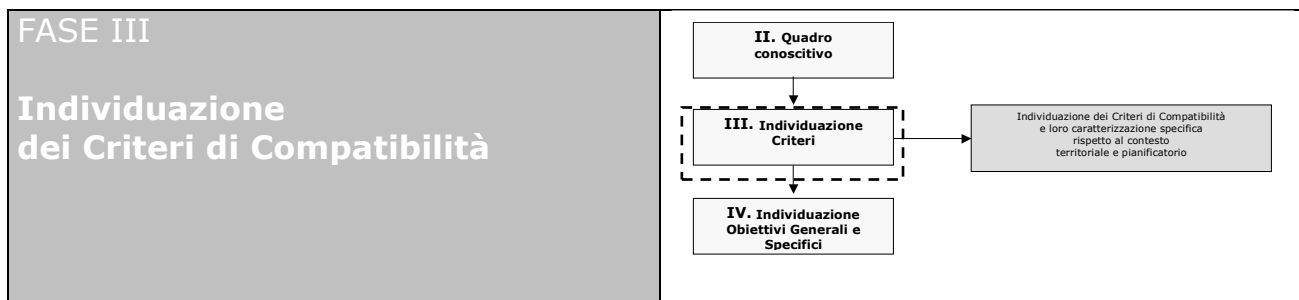 FASE III
Individuazione
dei Criteri di Compatibilità
II. Quadro
conoscitivo
III. Individuazione
Criteri
Individuazione dei Criteri di Compatibilità
e loro caratterizzazione specifica
rispetto al contesto
territoriale e pianificatorio
IV. Individuazione
Obiettivi Generali e
Specifici